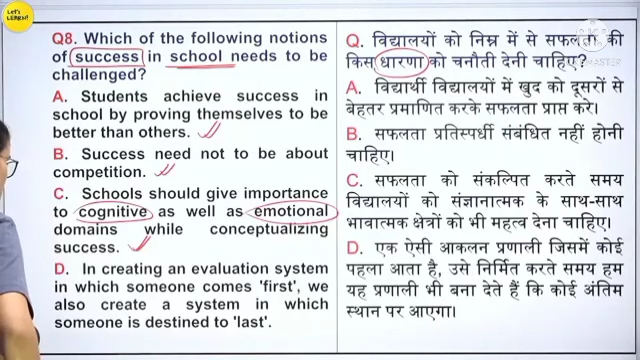 Let's
LEARN!
Q8. Which of the following notions
of success in school needs to be
challenged?
A. Students achieve success in
school by proving themselves to be
better than others.
B. Success need not to be about
competition.
C. Schools should give importance
to cognitive as well as emotional
domains while conceptualizing
success.
D. In creating an evaluation system
in which someone comes 'first', we
also create a system in which
someone is destined to 'last'.
Q. विद्यालयों को निम्न में से सफलता की
किस धारणा को चनौती देनी चाहिए?
A. विद्यार्थी विद्यालयों में खुद को दूसरों से
बेहतर प्रमाणित करके सफलता प्राप्त करे।
B. सफलता प्रतिस्पर्धी संबंधित नहीं होनी
चाहिए।
C. सफलता को संकल्पित करते समय
विद्यालयों को संज्ञानात्मक के साथ-साथ
भावात्मक क्षेत्रों को भी महत्व देना चाहिए।
D. एक ऐसी आकलन प्रणाली जिसमें कोई
पहला आता है, उसे निर्मित करते समय हम
यह प्रणाली भी बना देते हैं कि कोई अंतिम
स्थान पर आएगा।